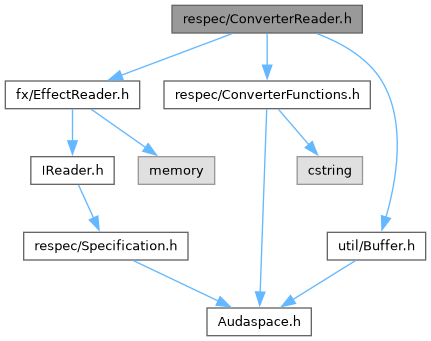 respec/ConverterReader.h
fx/EffectReader.h
respec/ConverterFunctions.h
IReader.h
memory
cstring
respec/Specification.h
util/Buffer.h
Audaspace.h